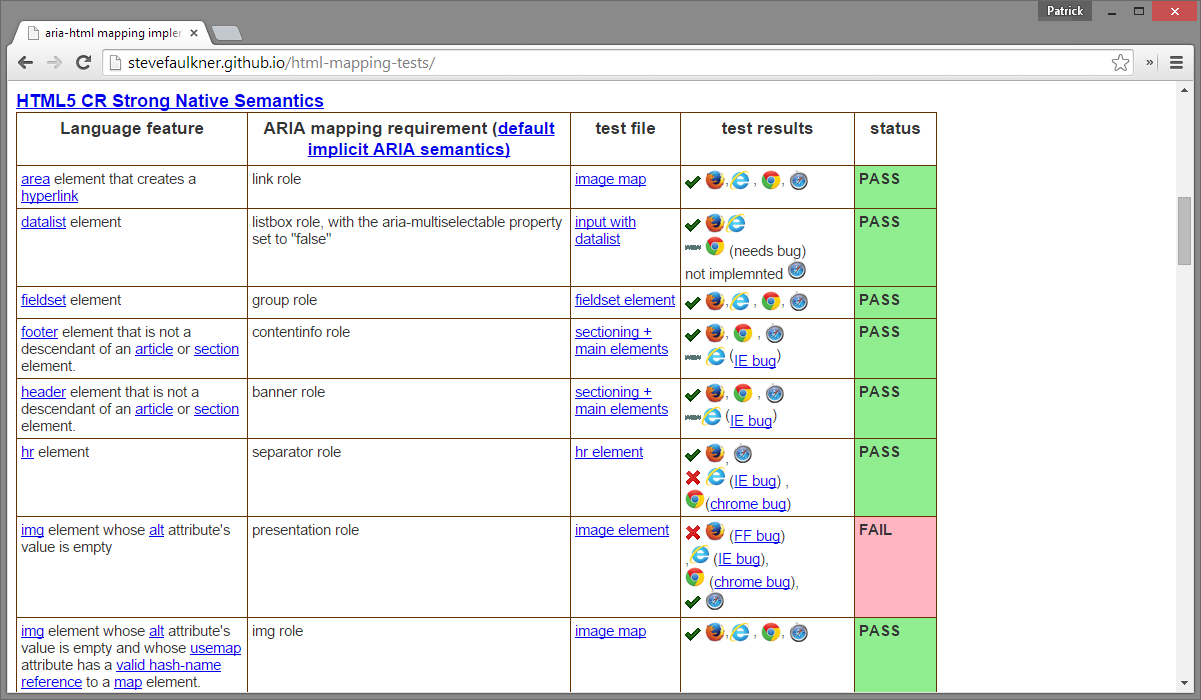 Patrick
aria-html mapping impler
stevefaulkner.github.io/html-mapping-tests/
HTML5 CR Strong Native Semantics
Language feature
ARIA mapping requirement (default
implicit ARIA semantics)
test file
test results
status
area element that creates a
hyperlink
link role
image map
, , ,
PASS
datalist element
listbox role, with the aria-multiselectable property
set to "false"
input with
datalist
(needs bug)
not implemnted
PASS
fieldset element
group role
fieldset element
, , ,
PASS
footer element that is not a
descendant of an article or section
element.
contentinfo role
sectioning +
main elements
, ,
(IE bug)
PASS
header element that is not a
descendant of an article or section
element.
banner role
sectioning +
main elements
, ,
(IE bug)
PASS
hr element
separator role
hr element
,
(IE bug) ,
(chrome bug)
PASS
img element whose alt attribute's
value is empty
presentation role
image element
(FF bug)
, (IE bug),
(chrome bug),
FAIL
img element whose alt attribute's
value is empty and whose usemap
attribute has a valid hash-name
reference to a map element.
img role
image map
, , ,
PASS